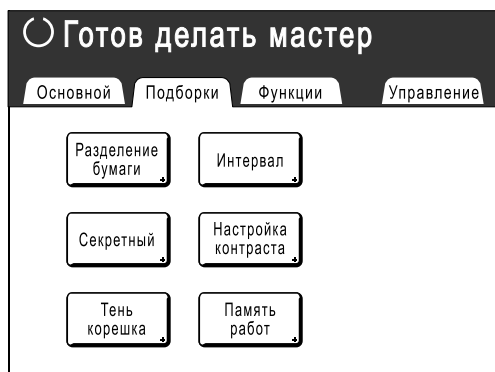 Готов делать мастер
Основной Подборки Функции Управление
Разделение бумаги
Интервал
Секретный
Настройка контраста
Тень корешка
Память работ